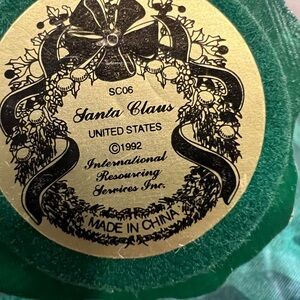 SC06
Santa Claus
UNITED STATES
©1992
International
Resourcing
Services Inc.
MADE IN CHINA